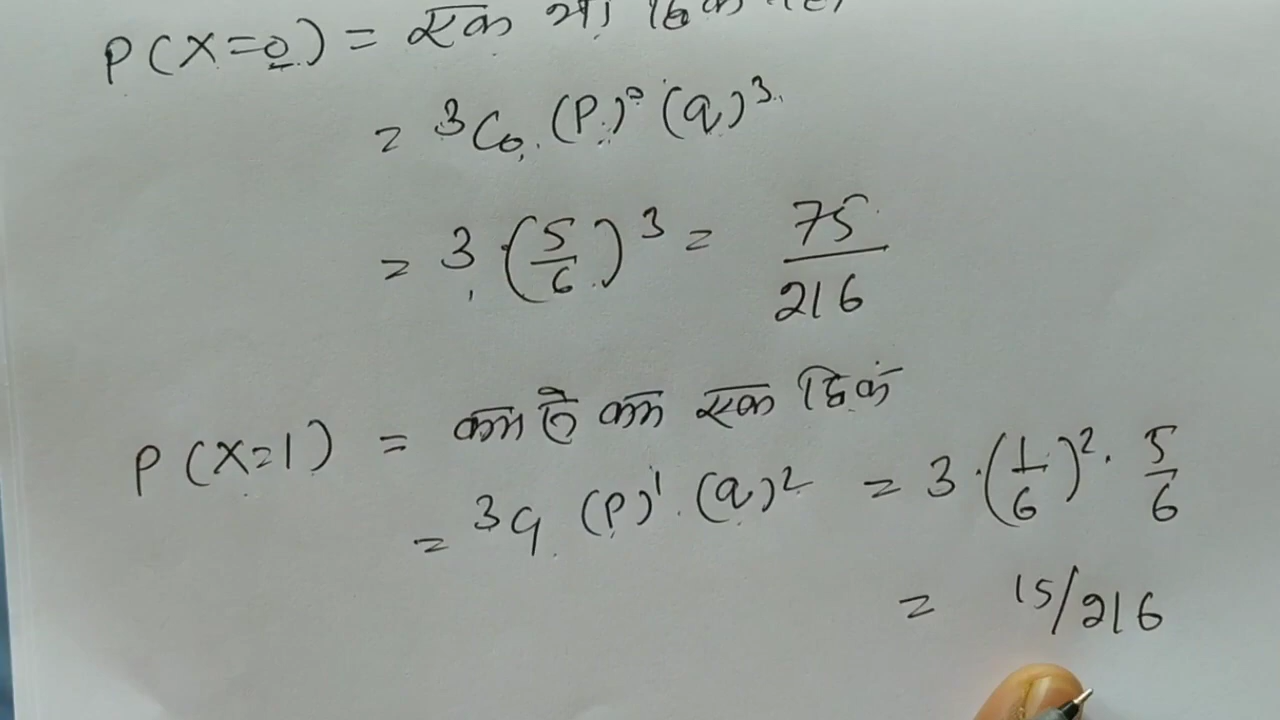 P(X=0) = एक भी द्विक नहीं
= ³C₀ (P)⁰ (q)³
= 3 (5/6)³ = 75/216
P(X=1) = कम से कम एक द्विक
= ³C₁ (P)¹ (q)² = 3·(1/6)²· 5/6
= 15/216